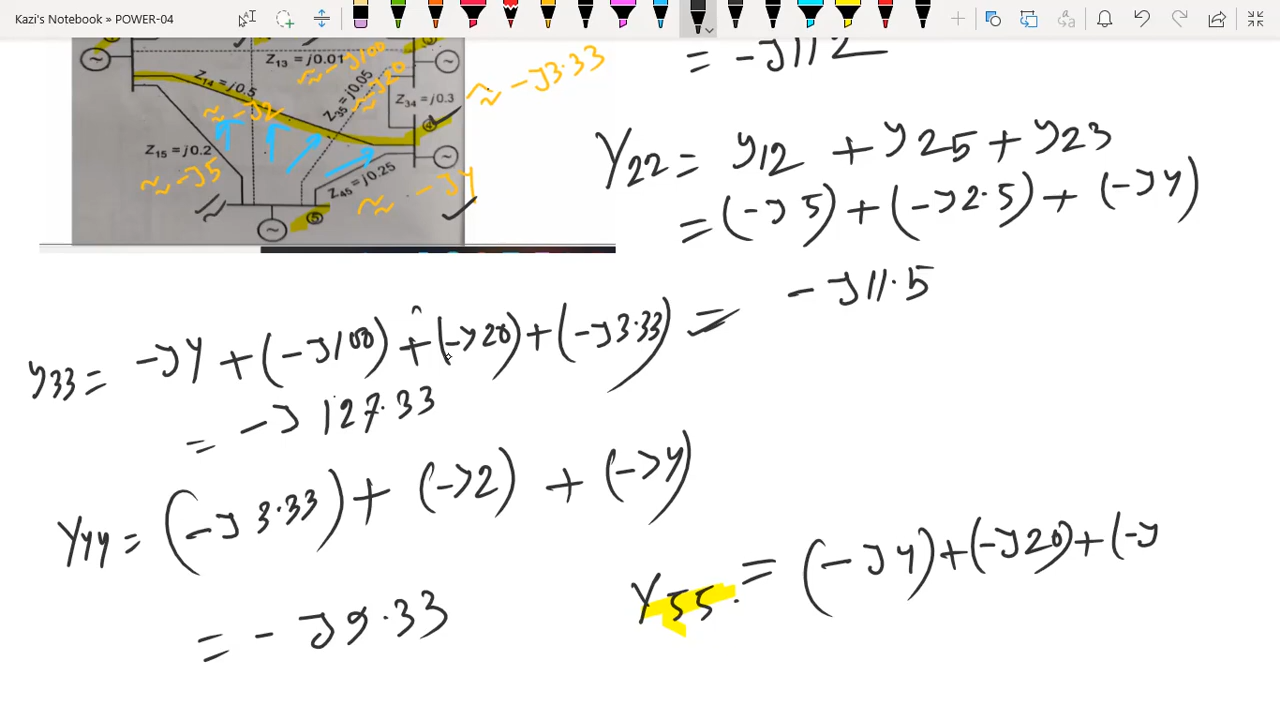 Kazi's Notebook » POWER-04
Z13 = j0.01
≈ -J100
Z14 = j0.5
≈ -J2
Z35 = j0.05
≈ -J20
Z34 = j0.3
≈ -J3.33
Z15 = j0.2
≈ -J5
Z45 = j0.25
≈ -J4
5
= -J112
Y22 = y12 + y25 + y23
= (-J5) + (-J2.5) + (-J4)
-J11.5
y33 = -J4 + (-J100) + (-J20) + (-J3.33) =
= -J127.33
Y44 = (-J3.33) + (-J2) + (-J4)
= -J9.33
Y55 = (-J4) + (-J20) + (-J